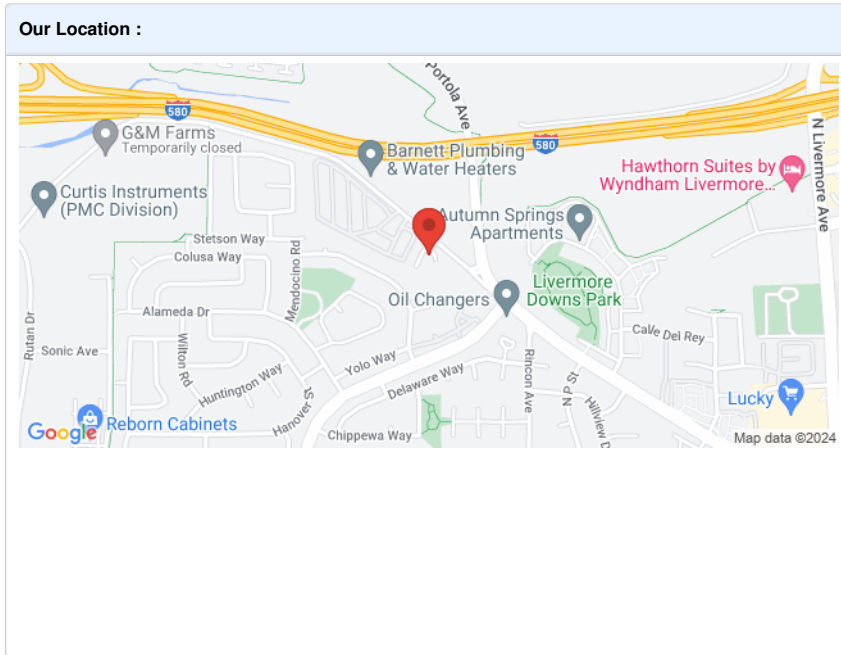 Our Location :
Portola Ave
580
G&M Farms
Temporarily closed
Barnett Plumbing
& Water Heaters
580
N Livermore Ave
Hawthorn Suites by
Wyndham Livermore...
Curtis Instruments
(PMC Division)
Autumn Springs
Apartments
Stetson Way
Colusa Way
Mendocino Rd
Livermore
Downs Park
Oil Changers
Alameda Dr
Calle Del Rey
Rutan Dr
Sonic Ave
Wilton Rd
Yolo Way
Huntington Way
Delaware Way
Rincon Ave
N P St
Hillview D
Lucky
Hanover St
Reborn Cabinets
Chippewa Way
Google
Map data ©2024